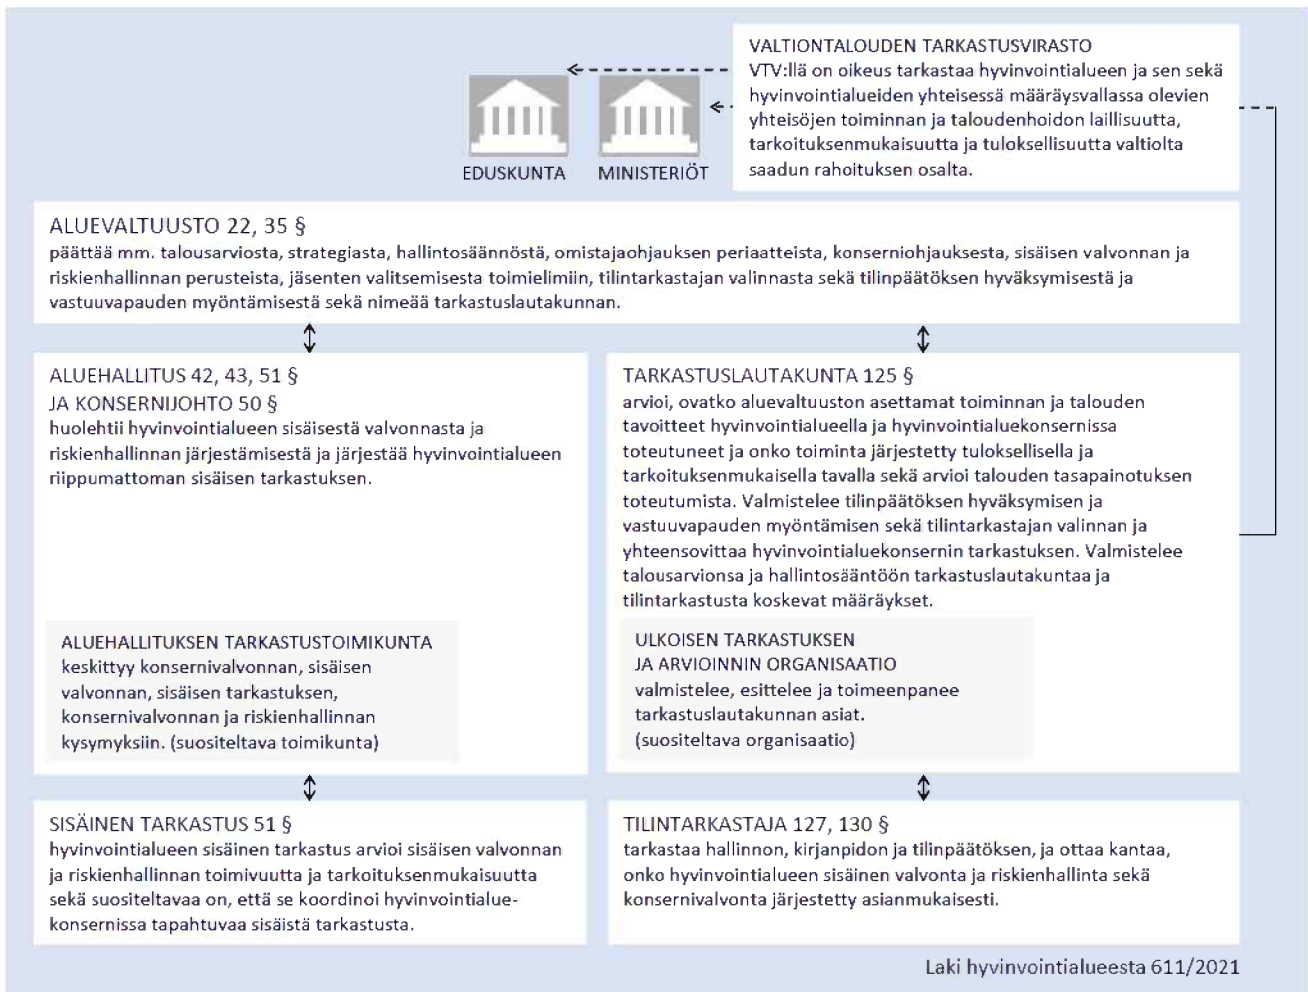 VALTIONTALOUDEN TARKASTUSVIRASTO
VTV:llä on oikeus tarkastaa hyvinvointialueen ja sen sekä
hyvinvointialueiden yhteisessä määräysvallassa olevien
yhteisöjen toiminnan ja taloudenhoidon laillisuutta,
tarkoituksenmukaisuutta ja tuloksellisuutta valtiolta
saadun rahoituksen osalta.
EDUSKUNTA
MINISTERIÖT
ALUEVALTUUSTO 22, 35 §
päättää mm. talousarviosta, strategiasta, hallintosäännöstä, omistajaohjauksen periaatteista, konserniohjauksesta, sisäisen valvonnan ja
riskienhallinnan perusteista, jäsenten valitsemisesta toimielimiin, tilintarkastajan valinnasta sekä tilinpäätöksen hyväksymisestä ja
vastuuvapauden myöntämisestä sekä nimeää tarkastuslautakunnan.
ALUEHALLITUS 42, 43, 51 §
JA KONSERNIJOHTO 50 §
huolehtii hyvinvointialueen sisäisestä valvonnasta ja
riskienhallinnan järjestämisestä ja järjestää hyvinvointialueen
riippumattoman sisäisen tarkastuksen.
ALUEHALLITUKSEN TARKASTUSTOIMIKUNTA
keskittyy konsernivalvonnan, sisäisen
valvonnan, sisäisen tarkastuksen,
konsernivalvonnan ja riskienhallinnan
kysymyksiin. (suositeltava toimikunta)
TARKASTUSLAUTAKUNTA 125 §
arvioi, ovatko aluevaltuuston asettamat toiminnan ja talouden
tavoitteet hyvinvointialueella ja hyvinvointialuekonsernissa
toteutuneet ja onko toiminta järjestetty tuloksellisella ja
tarkoituksenmukaisella tavalla sekä arvioi talouden tasapainotuksen
toteutumista. Valmistelee tilinpäätöksen hyväksymisen ja
vastuuvapauden myöntämisen sekä tilintarkastajan valinnan ja
yhteensovittaa hyvinvointialuekonsernin tarkastuksen. Valmistelee
talousarvionsa ja hallintosääntöön tarkastuslautakuntaa ja
tilintarkastusta koskevat määräykset.
ULKOISEN TARKASTUKSEN
JA ARVIOINNIN ORGANISAATIO
valmistelee, esittelee ja toimeenpanee
tarkastuslautakunnan asiat.
(suositeltava organisaatio)
SISÄINEN TARKASTUS 51 §
hyvinvointialueen sisäinen tarkastus arvioi sisäisen valvonnan
ja riskienhallinnan toimivuutta ja tarkoituksenmukaisuutta
sekä suositeltavaa on, että se koordinoi hyvinvointialue-
konsernissa tapahtuvaa sisäistä tarkastusta.
TILINTARKASTAJA 127, 130 §
tarkastaa hallinnon, kirjanpidon ja tilinpäätöksen, ja ottaa kantaa,
onko hyvinvointialueen sisäinen valvonta ja riskienhallinta sekä
konsernivalvonta järjestetty asianmukaisesti.
Laki hyvinvointialueesta 611/2021